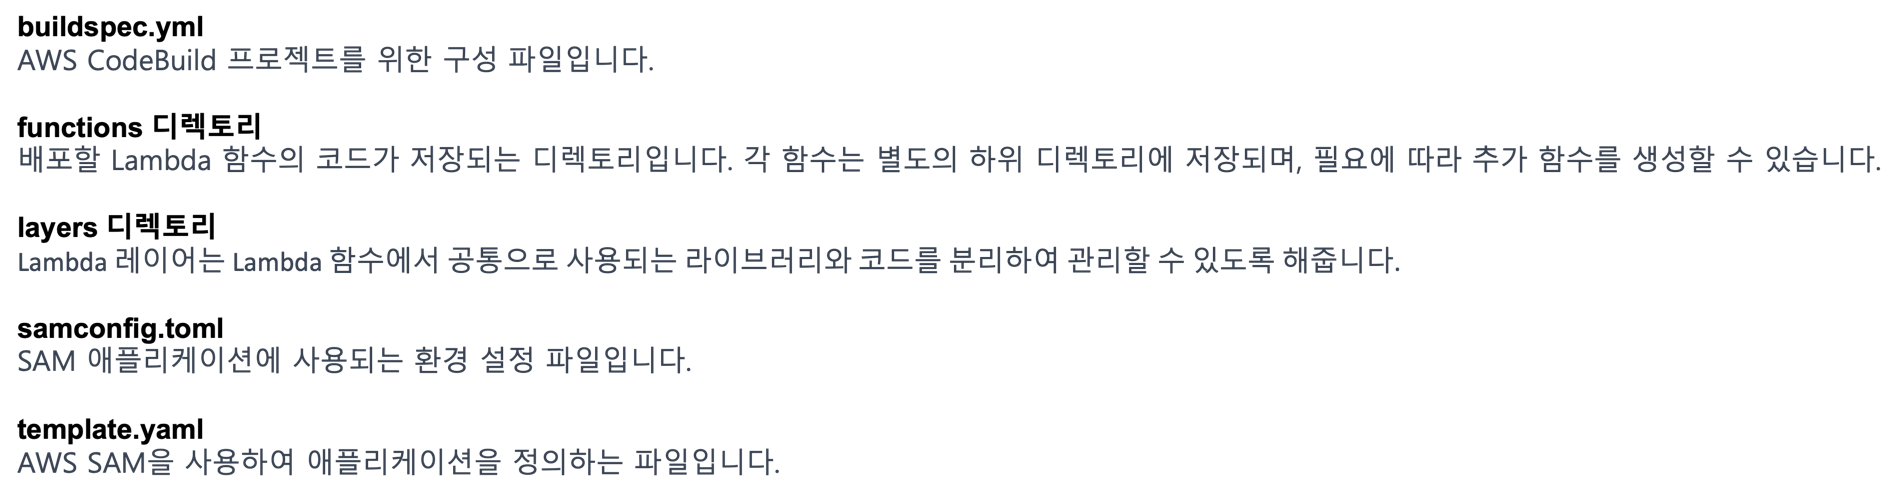 buildspec.yml
AWS CodeBuild 프로젝트를 위한 구성 파일입니다.
functions 디렉토리
배포할 Lambda 함수의 코드가 저장되는 디렉토리입니다. 각 함수는 별도의 하위 디렉토리에 저장되며, 필요에 따라 추가 함수를 생성할 수 있습니다.
layers 디렉토리
Lambda 레이어는 Lambda 함수에서 공통으로 사용되는 라이브러리와 코드를 분리하여 관리할 수 있도록 해줍니다.
samconfig.toml
SAM 애플리케이션에 사용되는 환경 설정 파일입니다.
template.yaml
AWS SAM을 사용하여 애플리케이션을 정의하는 파일입니다.